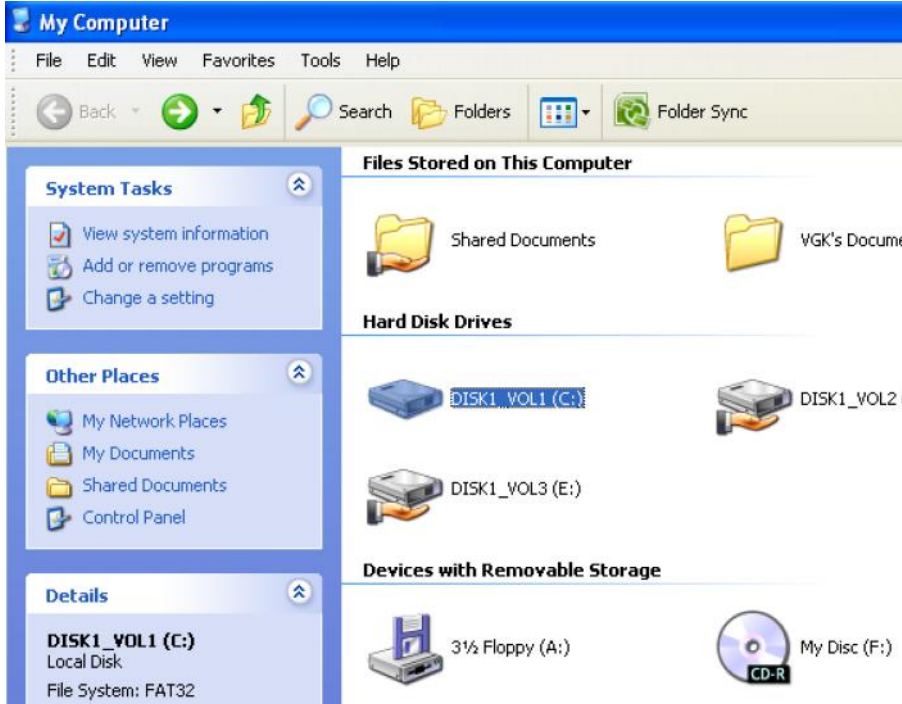 My Computer
File Edit View Favorites Tools Help
Back Search Folders Folder Sync
System Tasks
View system information
Add or remove programs
Change a setting
Other Places
My Network Places
My Documents
Shared Documents
Control Panel
Details
DISK1_VOL1 (C:)
Local Disk
File System: FAT32
Files Stored on This Computer
Shared Documents VGK's Docume
Hard Disk Drives
DISK1_VOL1 (C:) DISK1_VOL2
DISK1_VOL3 (E:)
Devices with Removable Storage
3½ Floppy (A:) My Disc (F:)
CD-R